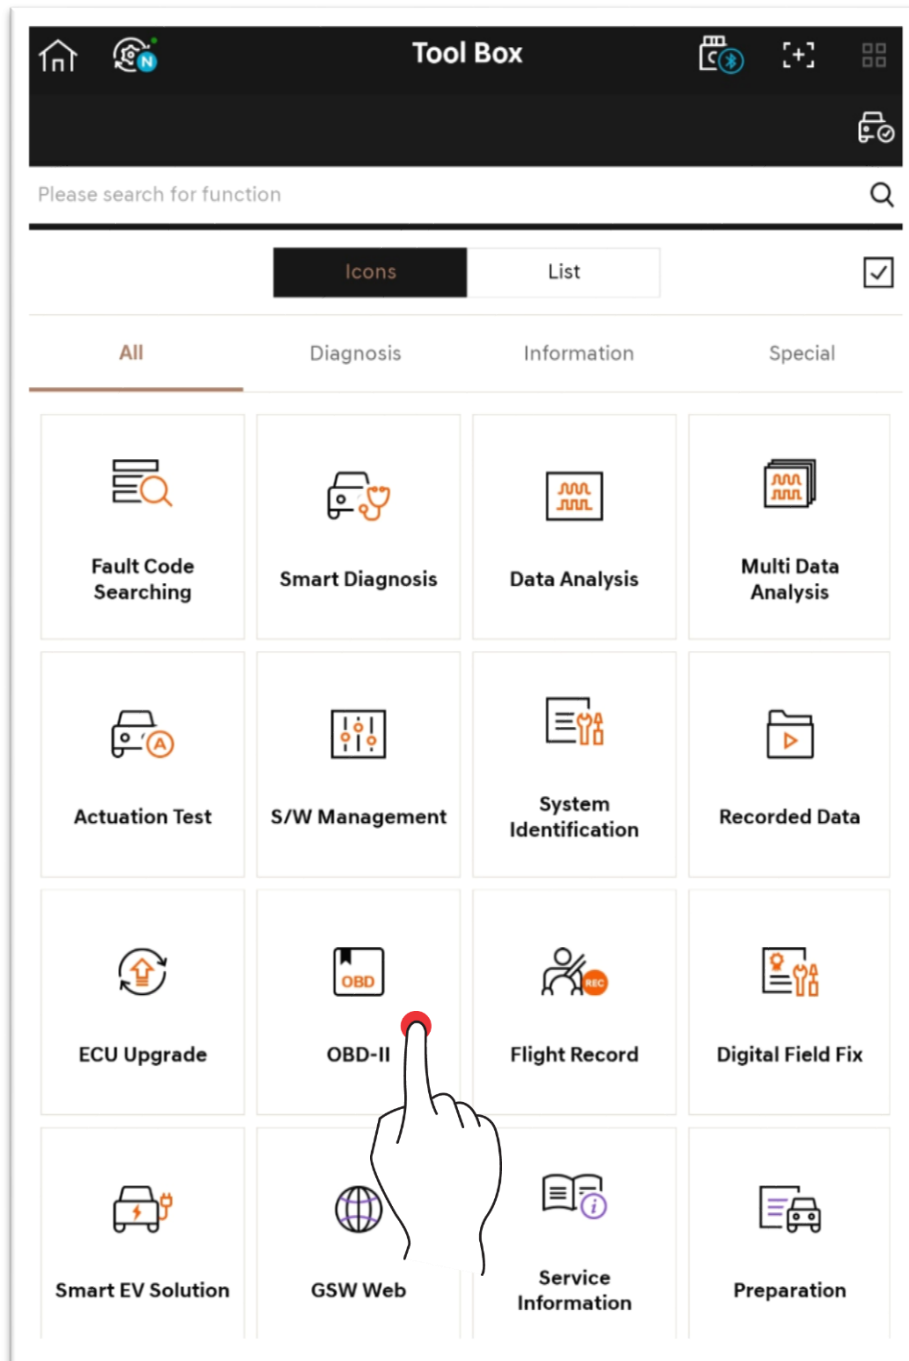 N
Tool Box
Please search for function
Icons
List
All
Diagnosis
Information
Special
Fault Code
Searching
Smart Diagnosis
Data Analysis
Multi Data
Analysis
A
Actuation Test
S/W Management
System
Identification
Recorded Data
ECU Upgrade
OBD
OBD-II
REC
Flight Record
Digital Field Fix
Smart EV Solution
GSW Web
i
Service
Information
Preparation